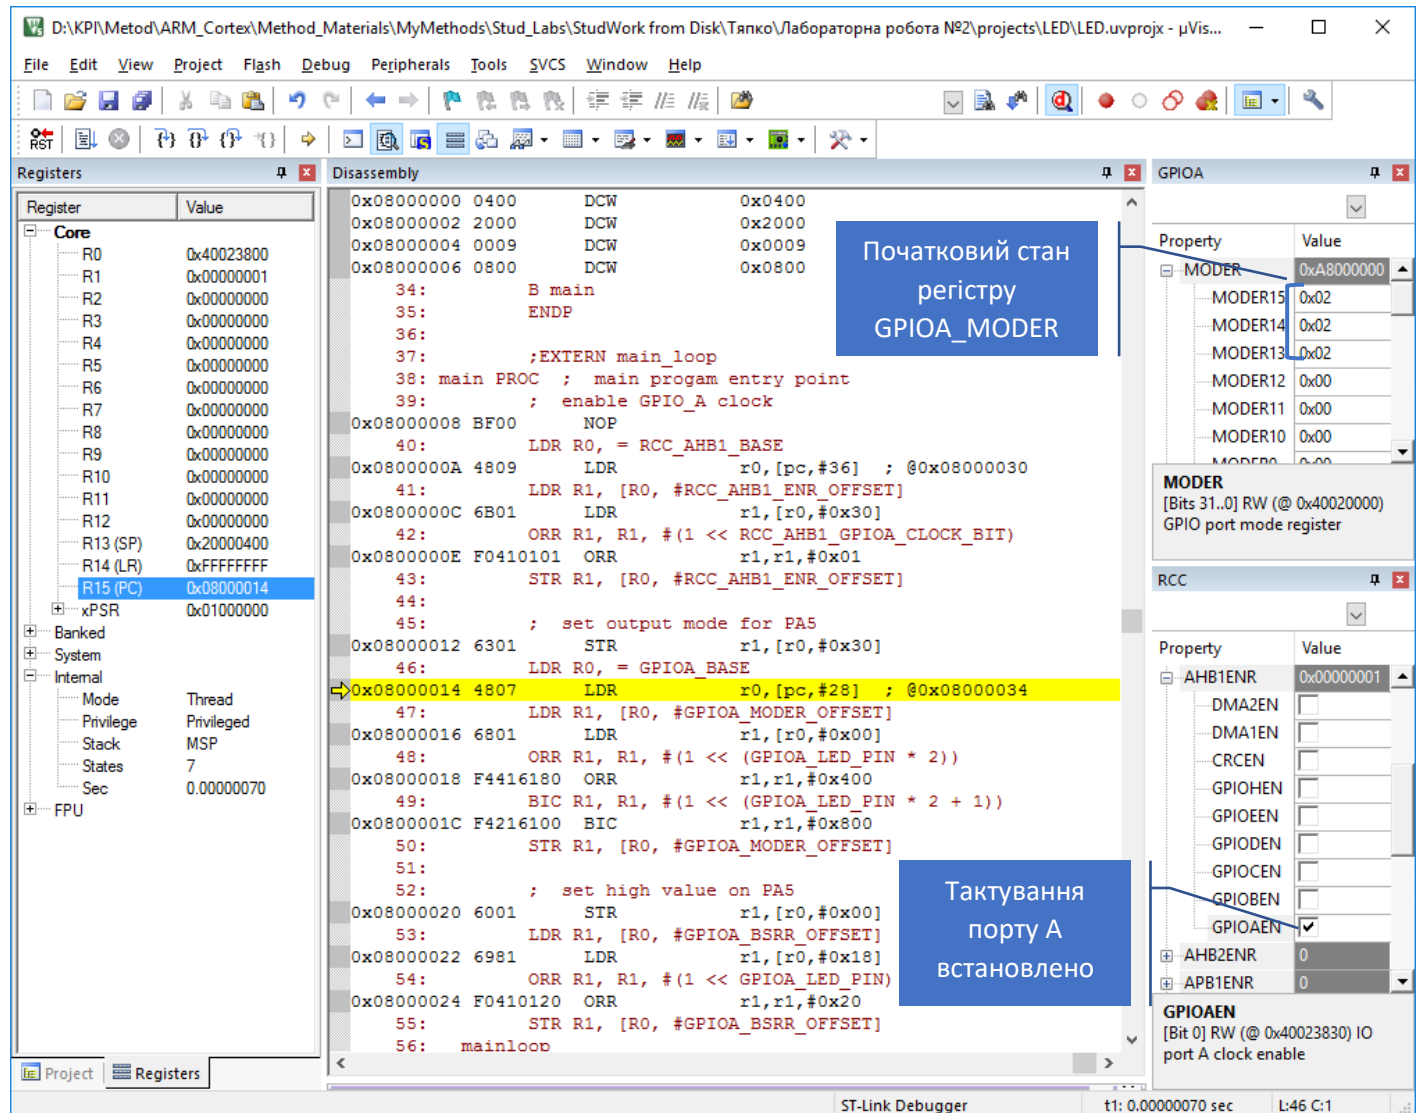 D:\KPI\Metod\ARM_Cortex\Method_Materials\MyMethods\Stud_Labs\StudWork from Disk\Тяпко\Лабораторна робота №2\projects\LED\LED.uvprojx - µVis...
File Edit View Project Flash Debug Peripherals Tools SVCS Window Help
RST
Registers
Register Value
Core
R0 0x40023800
R1 0x00000001
R2 0x00000000
R3 0x00000000
R4 0x00000000
R5 0x00000000
R6 0x00000000
R7 0x00000000
R8 0x00000000
R9 0x00000000
R10 0x00000000
R11 0x00000000
R12 0x00000000
R13 (SP) 0x20000400
R14 (LR) 0xFFFFFFFF
R15 (PC) 0x08000014
xPSR 0x01000000
Banked
System
Internal
Mode Thread
Privilege Privileged
Stack MSP
States 7
Sec 0.00000070
FPU
Project Registers
Disassembly
0x08000000 0400 DCW 0x0400
0x08000002 2000 DCW 0x2000
0x08000004 0009 DCW 0x0009
0x08000006 0800 DCW 0x0800
34: B main
35: ENDP
36:
37: ;EXTERN main_loop
38: main PROC ; main progam entry point
39: ; enable GPIO_A clock
0x08000008 BF00 NOP
40: LDR R0, = RCC_AHB1_BASE
0x0800000A 4809 LDR r0,[pc,#36] ; @0x08000030
41: LDR R1, [R0, #RCC_AHB1_ENR_OFFSET]
0x0800000C 6B01 LDR r1,[r0,#0x30]
42: ORR R1, R1, #(1 << RCC_AHB1_GPIOA_CLOCK_BIT)
0x0800000E F0410101 ORR r1,r1,#0x01
43: STR R1, [R0, #RCC_AHB1_ENR_OFFSET]
44:
45: ; set output mode for PA5
0x08000012 6301 STR r1,[r0,#0x30]
46: LDR R0, = GPIOA_BASE
0x08000014 4807 LDR r0,[pc,#28] ; @0x08000034
47: LDR R1, [R0, #GPIOA_MODER_OFFSET]
0x08000016 6801 LDR r1,[r0,#0x00]
48: ORR R1, R1, #(1 << (GPIOA_LED_PIN * 2))
0x08000018 F4416180 ORR r1,r1,#0x400
49: BIC R1, R1, #(1 << (GPIOA_LED_PIN * 2 + 1))
0x0800001C F4216100 BIC r1,r1,#0x800
50: STR R1, [R0, #GPIOA_MODER_OFFSET]
51:
52: ; set high value on PA5
0x08000020 6001 STR r1,[r0,#0x00]
53: LDR R1, [R0, #GPIOA_BSRR_OFFSET]
0x08000022 6981 LDR r1,[r0,#0x18]
54: ORR R1, R1, #(1 << GPIOA_LED_PIN)
0x08000024 F0410120 ORR r1,r1,#0x20
55: STR R1, [R0, #GPIOA_BSRR_OFFSET]
56: mainloop
Початковий стан
регістру
GPIOA_MODER
Тактування
порту А
встановлено
GPIOA
Property Value
MODER 0xA8000000
MODER15 0x02
MODER14 0x02
MODER13 0x02
MODER12 0x00
MODER11 0x00
MODER10 0x00
MODER9 0x00
MODER
[Bits 31..0] RW (@ 0x40020000)
GPIO port mode register
RCC
Property Value
AHB1ENR 0x00000001
DMA2EN
DMA1EN
CRCEN
GPIOHEN
GPIOEEN
GPIODEN
GPIOCEN
GPIOBEN
GPIOAEN
AHB2ENR 0
APB1ENR 0
GPIOAEN
[Bit 0] RW (@ 0x40023830) IO
port A clock enable
ST-Link Debugger t1: 0.00000070 sec L:46 C:1